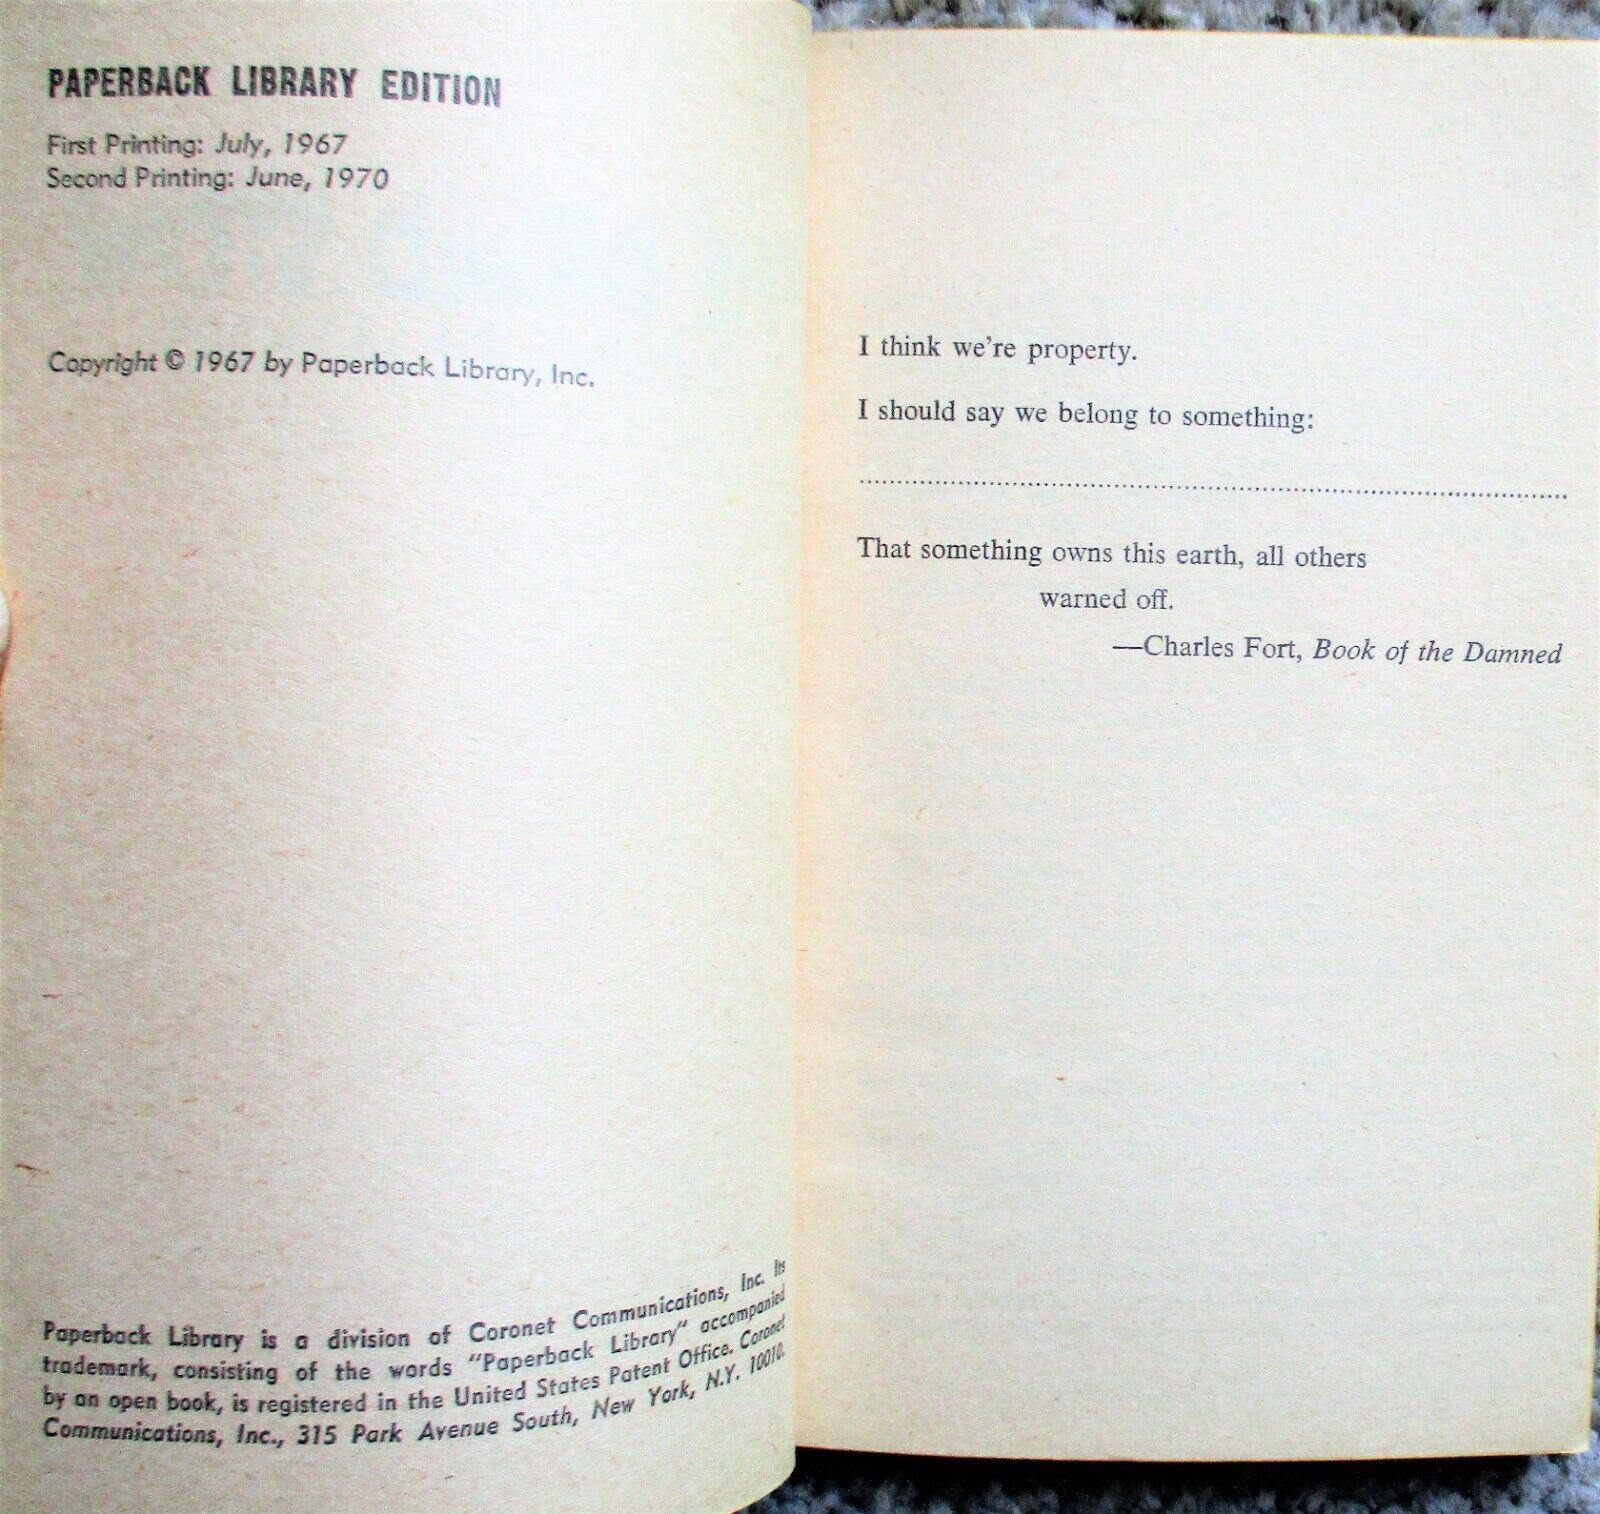 PAPERBACK LIBRARY EDITION
First Printing: July, 1967
Second Printing: June, 1970
Copyright © 1967 by Paperback Library, Inc.
Paperback Library is a division of Coronet Communications, Inc. Its
trademark, consisting of the words "Paperback Library" accompanied
by an open book, is registered in the United States Patent Office. Coronet
Communications, Inc., 315 Park Avenue South, New York, N.Y. 10010.
I think we're property.
I should say we belong to something:
..........................................................................................
That something owns this earth, all others
warned off.
—Charles Fort, Book of the Damned